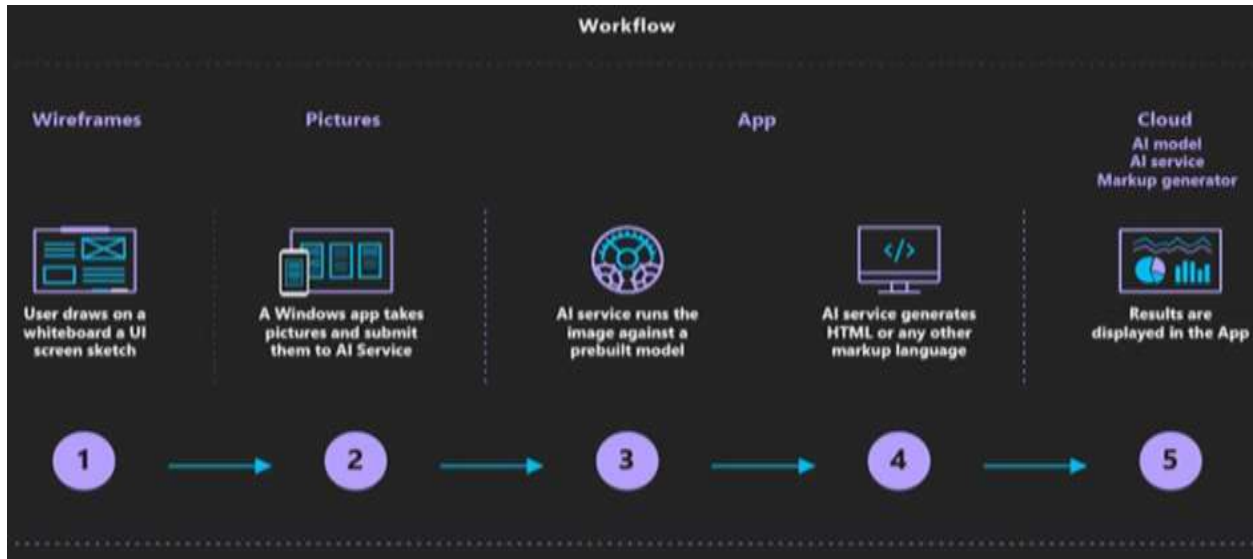 Workflow
Wireframes
Pictures
App
Cloud
AI model
AI service
Markup generator
</>
User draws on a
whiteboard a UI
screen sketch
A Windows app takes
pictures and submit
them to AI Service
AI service runs the
image against a
prebuilt model
AI service generates
HTML or any other
markup language
Results are
displayed in the App
1
2
3
4
5